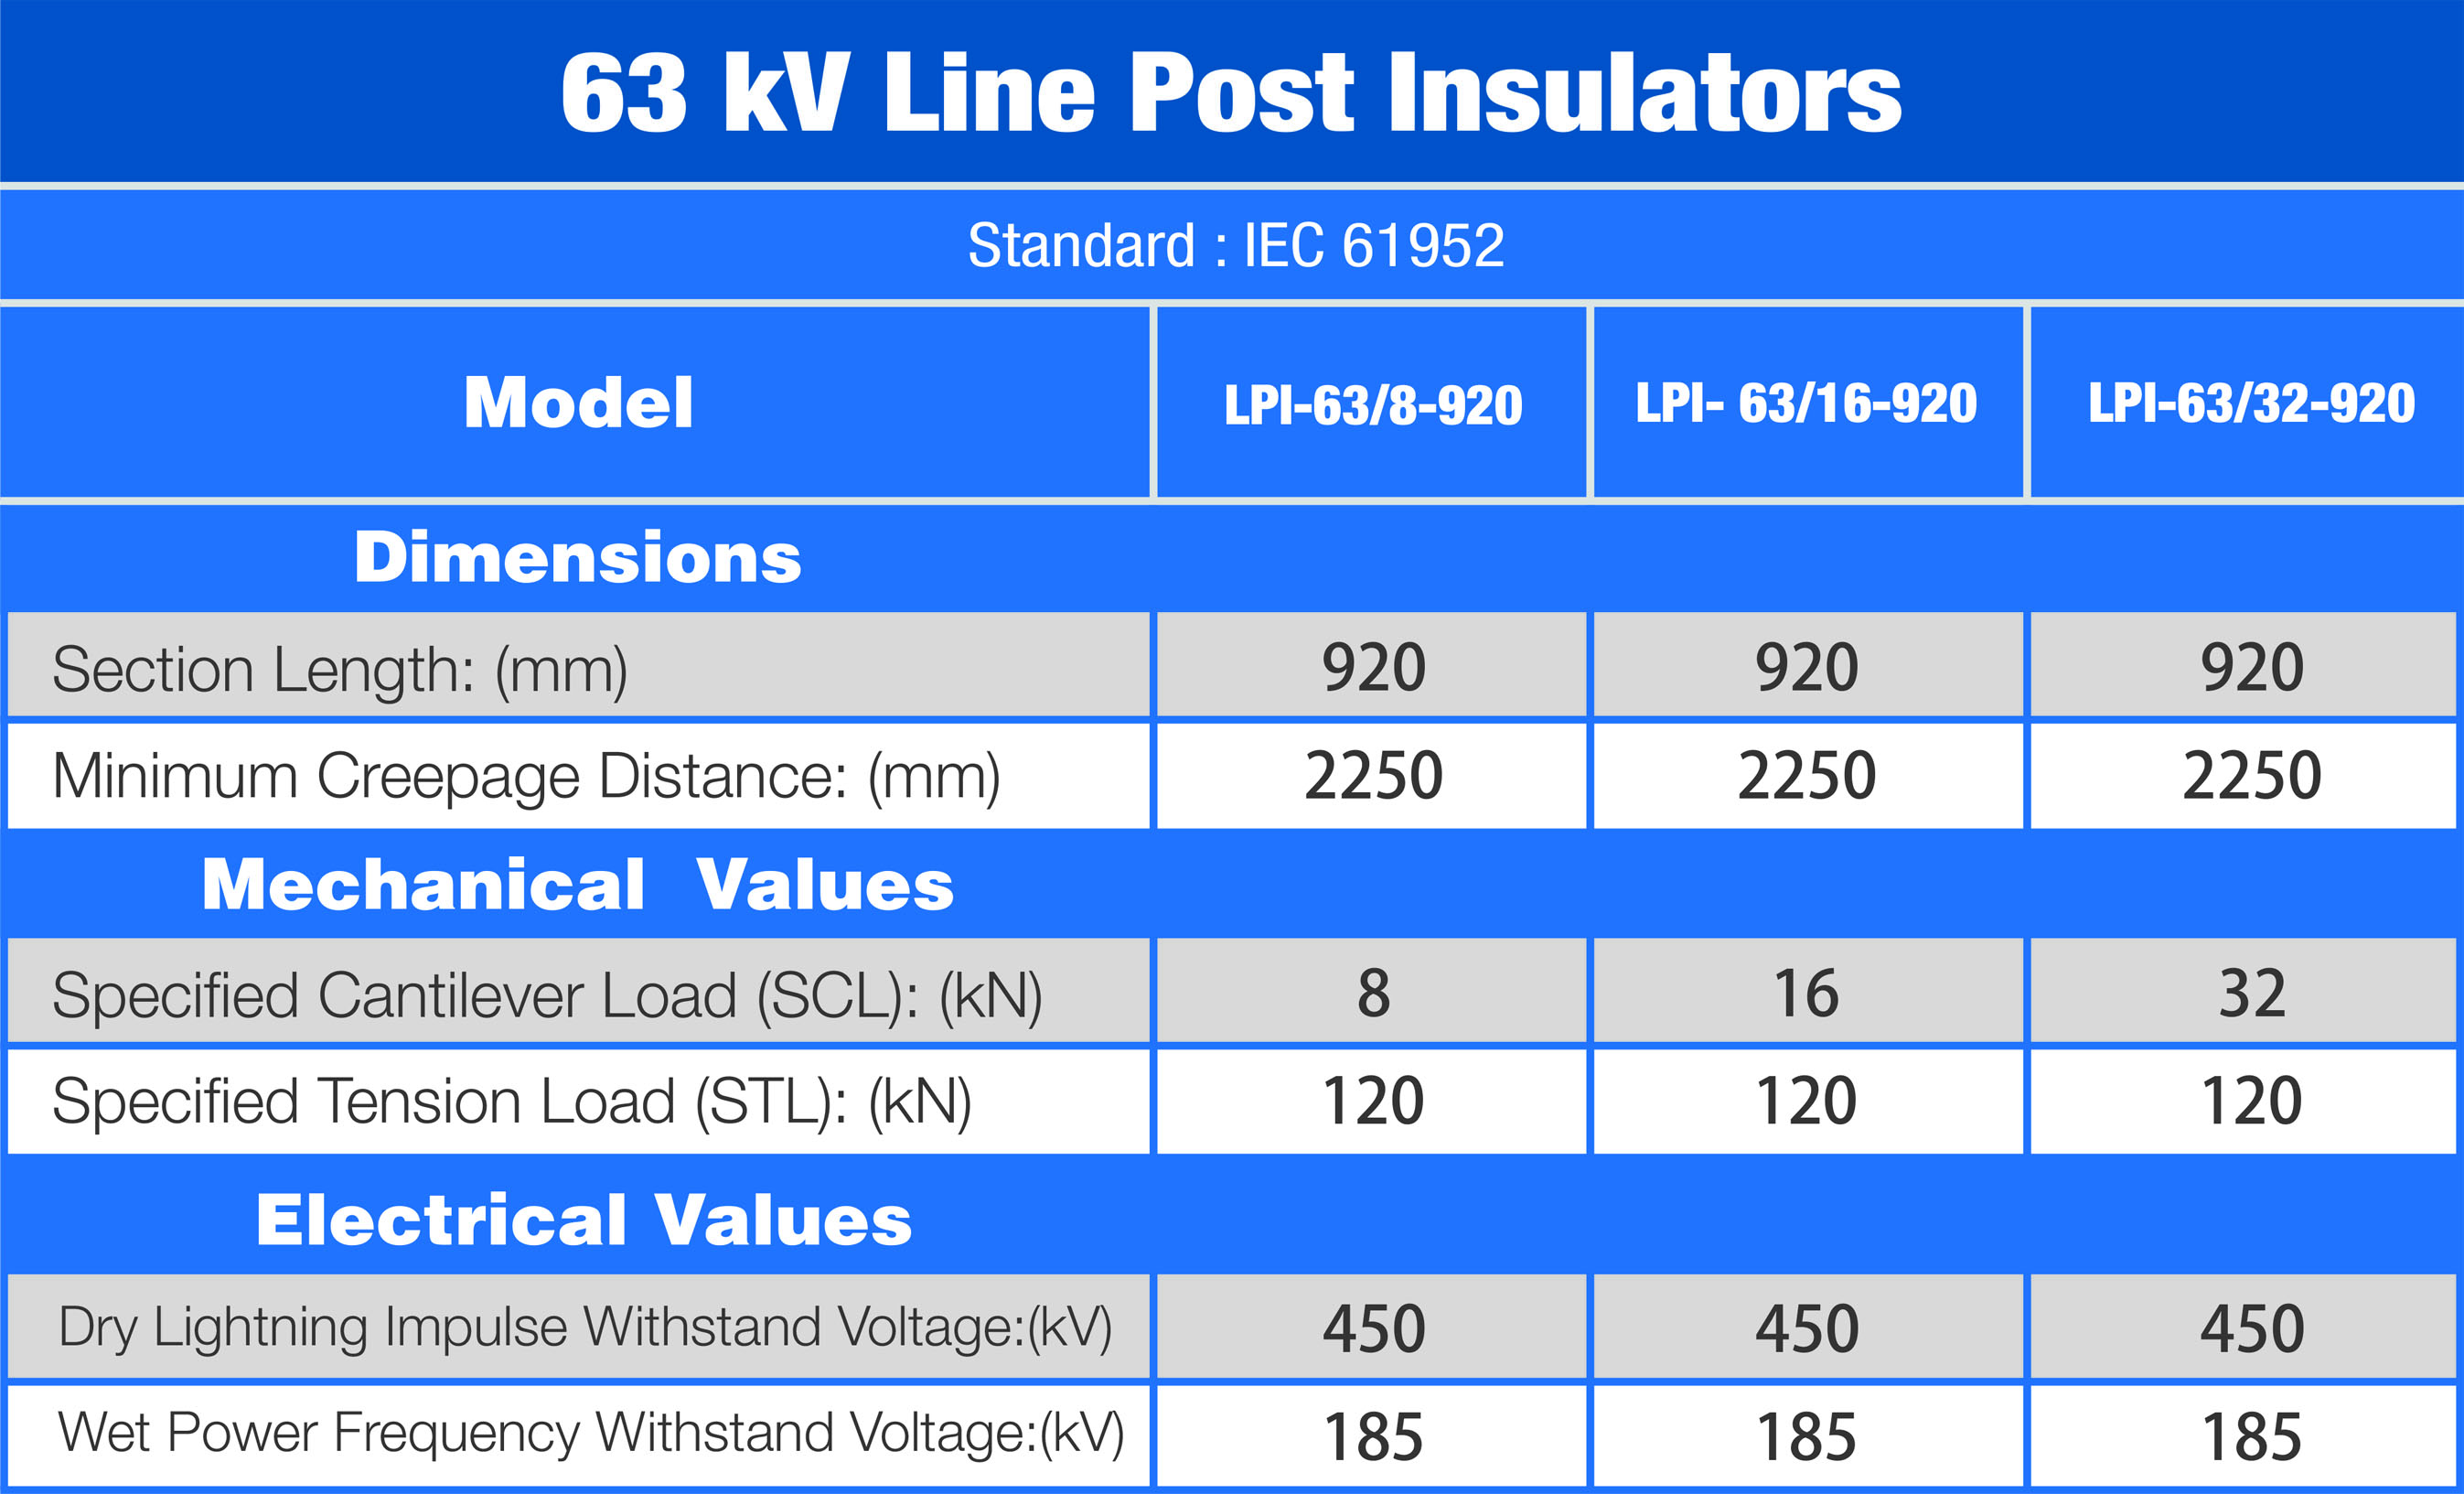 63 kV Line Post Insulators
Standard : IEC 61952
Model LPI-63/8-920 LPI- 63/16-920 LPI-63/32-920
Dimensions
Section Length: (mm) 920 920 920
Minimum Creepage Distance: (mm) 2250 2250 2250
Mechanical Values
Specified Cantilever Load (SCL): (kN) 8 16 32
Specified Tension Load (STL): (kN) 120 120 120
Electrical Values
Dry Lightning Impulse Withstand Voltage:(kV) 450 450 450
Wet Power Frequency Withstand Voltage:(kV) 185 185 185